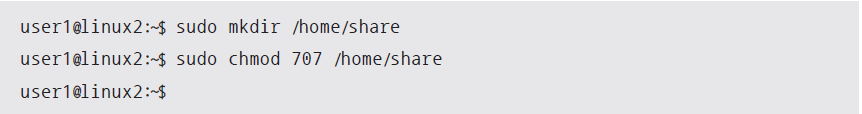 user1@linux2:~$ sudo mkdir /home/share
user1@linux2:~$ sudo chmod 707 /home/share
user1@linux2:~$